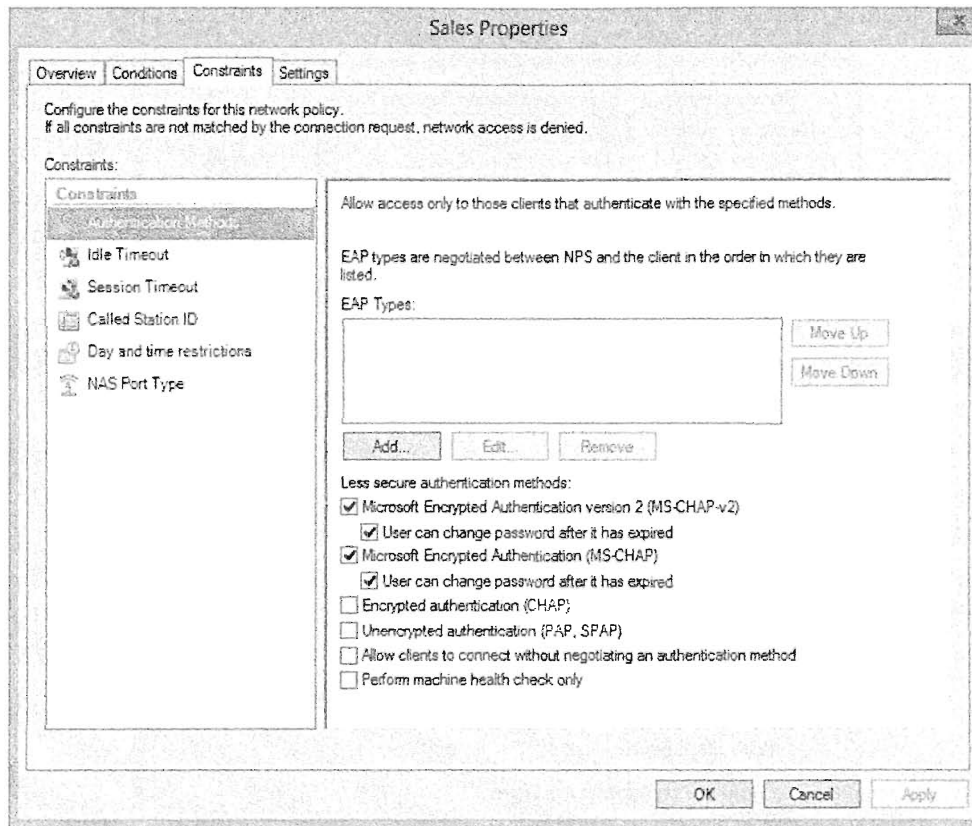 Sales Properties
Overview Conditions Constraints Settings
Configure the constraints for this network policy.
If all constraints are not matched by the connection request, network access is denied.
Constraints:
Constraints
Authentication Methods
Idle Timeout
Session Timeout
Called Station ID
Day and time restrictions
NAS Port Type
Allow access only to those clients that authenticate with the specified methods.
EAP types are negotiated between NPS and the client in the order in which they are
listed.
EAP Types:
Move Up
Move Down
Add... Edit... Remove
Less secure authentication methods:
Microsoft Encrypted Authentication version 2 (MS-CHAP-v2)
User can change password after it has expired
Microsoft Encrypted Authentication (MS-CHAP)
User can change password after it has expired
Encrypted authentication (CHAP)
Unencrypted authentication (PAP, SPAP)
Allow clients to connect without negotiating an authentication method
Perform machine health check only
OK Cancel Apply